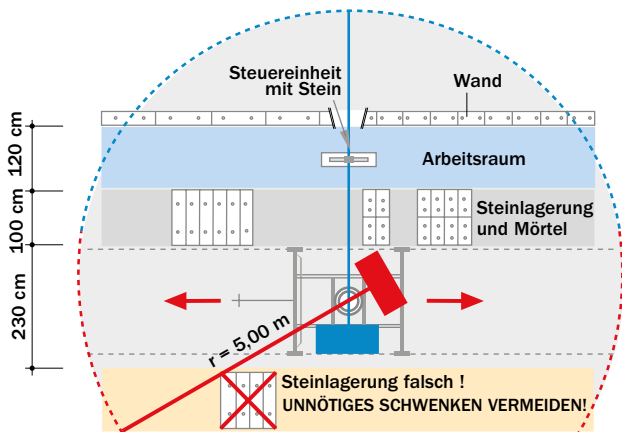 Steuereinheit
mit Stein
Wand
120 cm
Arbeitsraum
100 cm
Steinlagerung
und Mörtel
230 cm
r = 5,00 m
Steinlagerung falsch !
UNNÖTIGES SCHWENKEN VERMEIDEN!